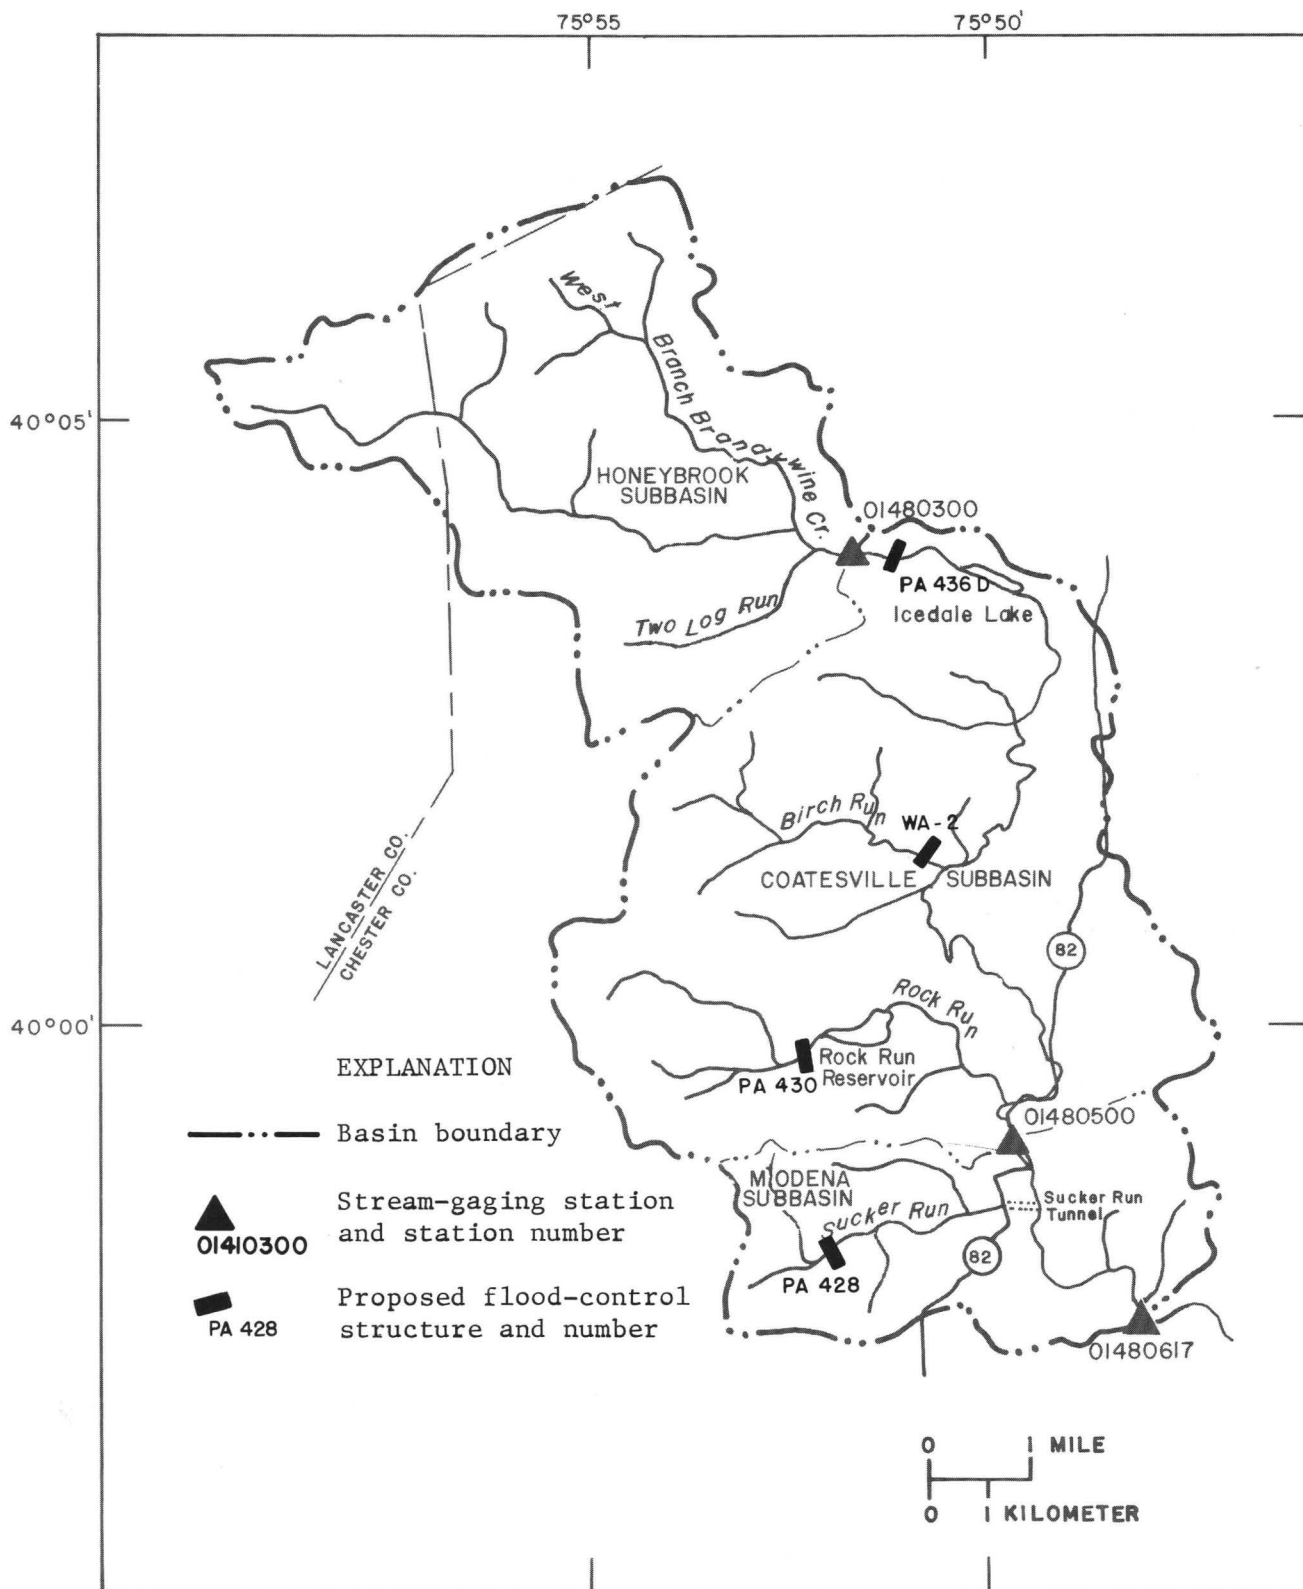 75°55
75°50'
West
Branch Brandywine Cr.
40°05'
HONEYBROOK
SUBBASIN
01480300
PA 436 D
Icedale Lake
Two Log Run
Birch Run
WA-2
COATESVILLE SUBBASIN
LANCASTER CO.
CHESTER CO.
82
Rock Run
40°00'
EXPLANATION
Rock Run
Reservoir
PA 430
01480500
Basin boundary
MODENA
SUBBASIN
Sucker Run
Sucker Run
Tunnel
Stream-gaging station
and station number
01410300
82
PA 428
Proposed flood-control
structure and number
PA 428
01480617
0 1 MILE
0 1 KILOMETER